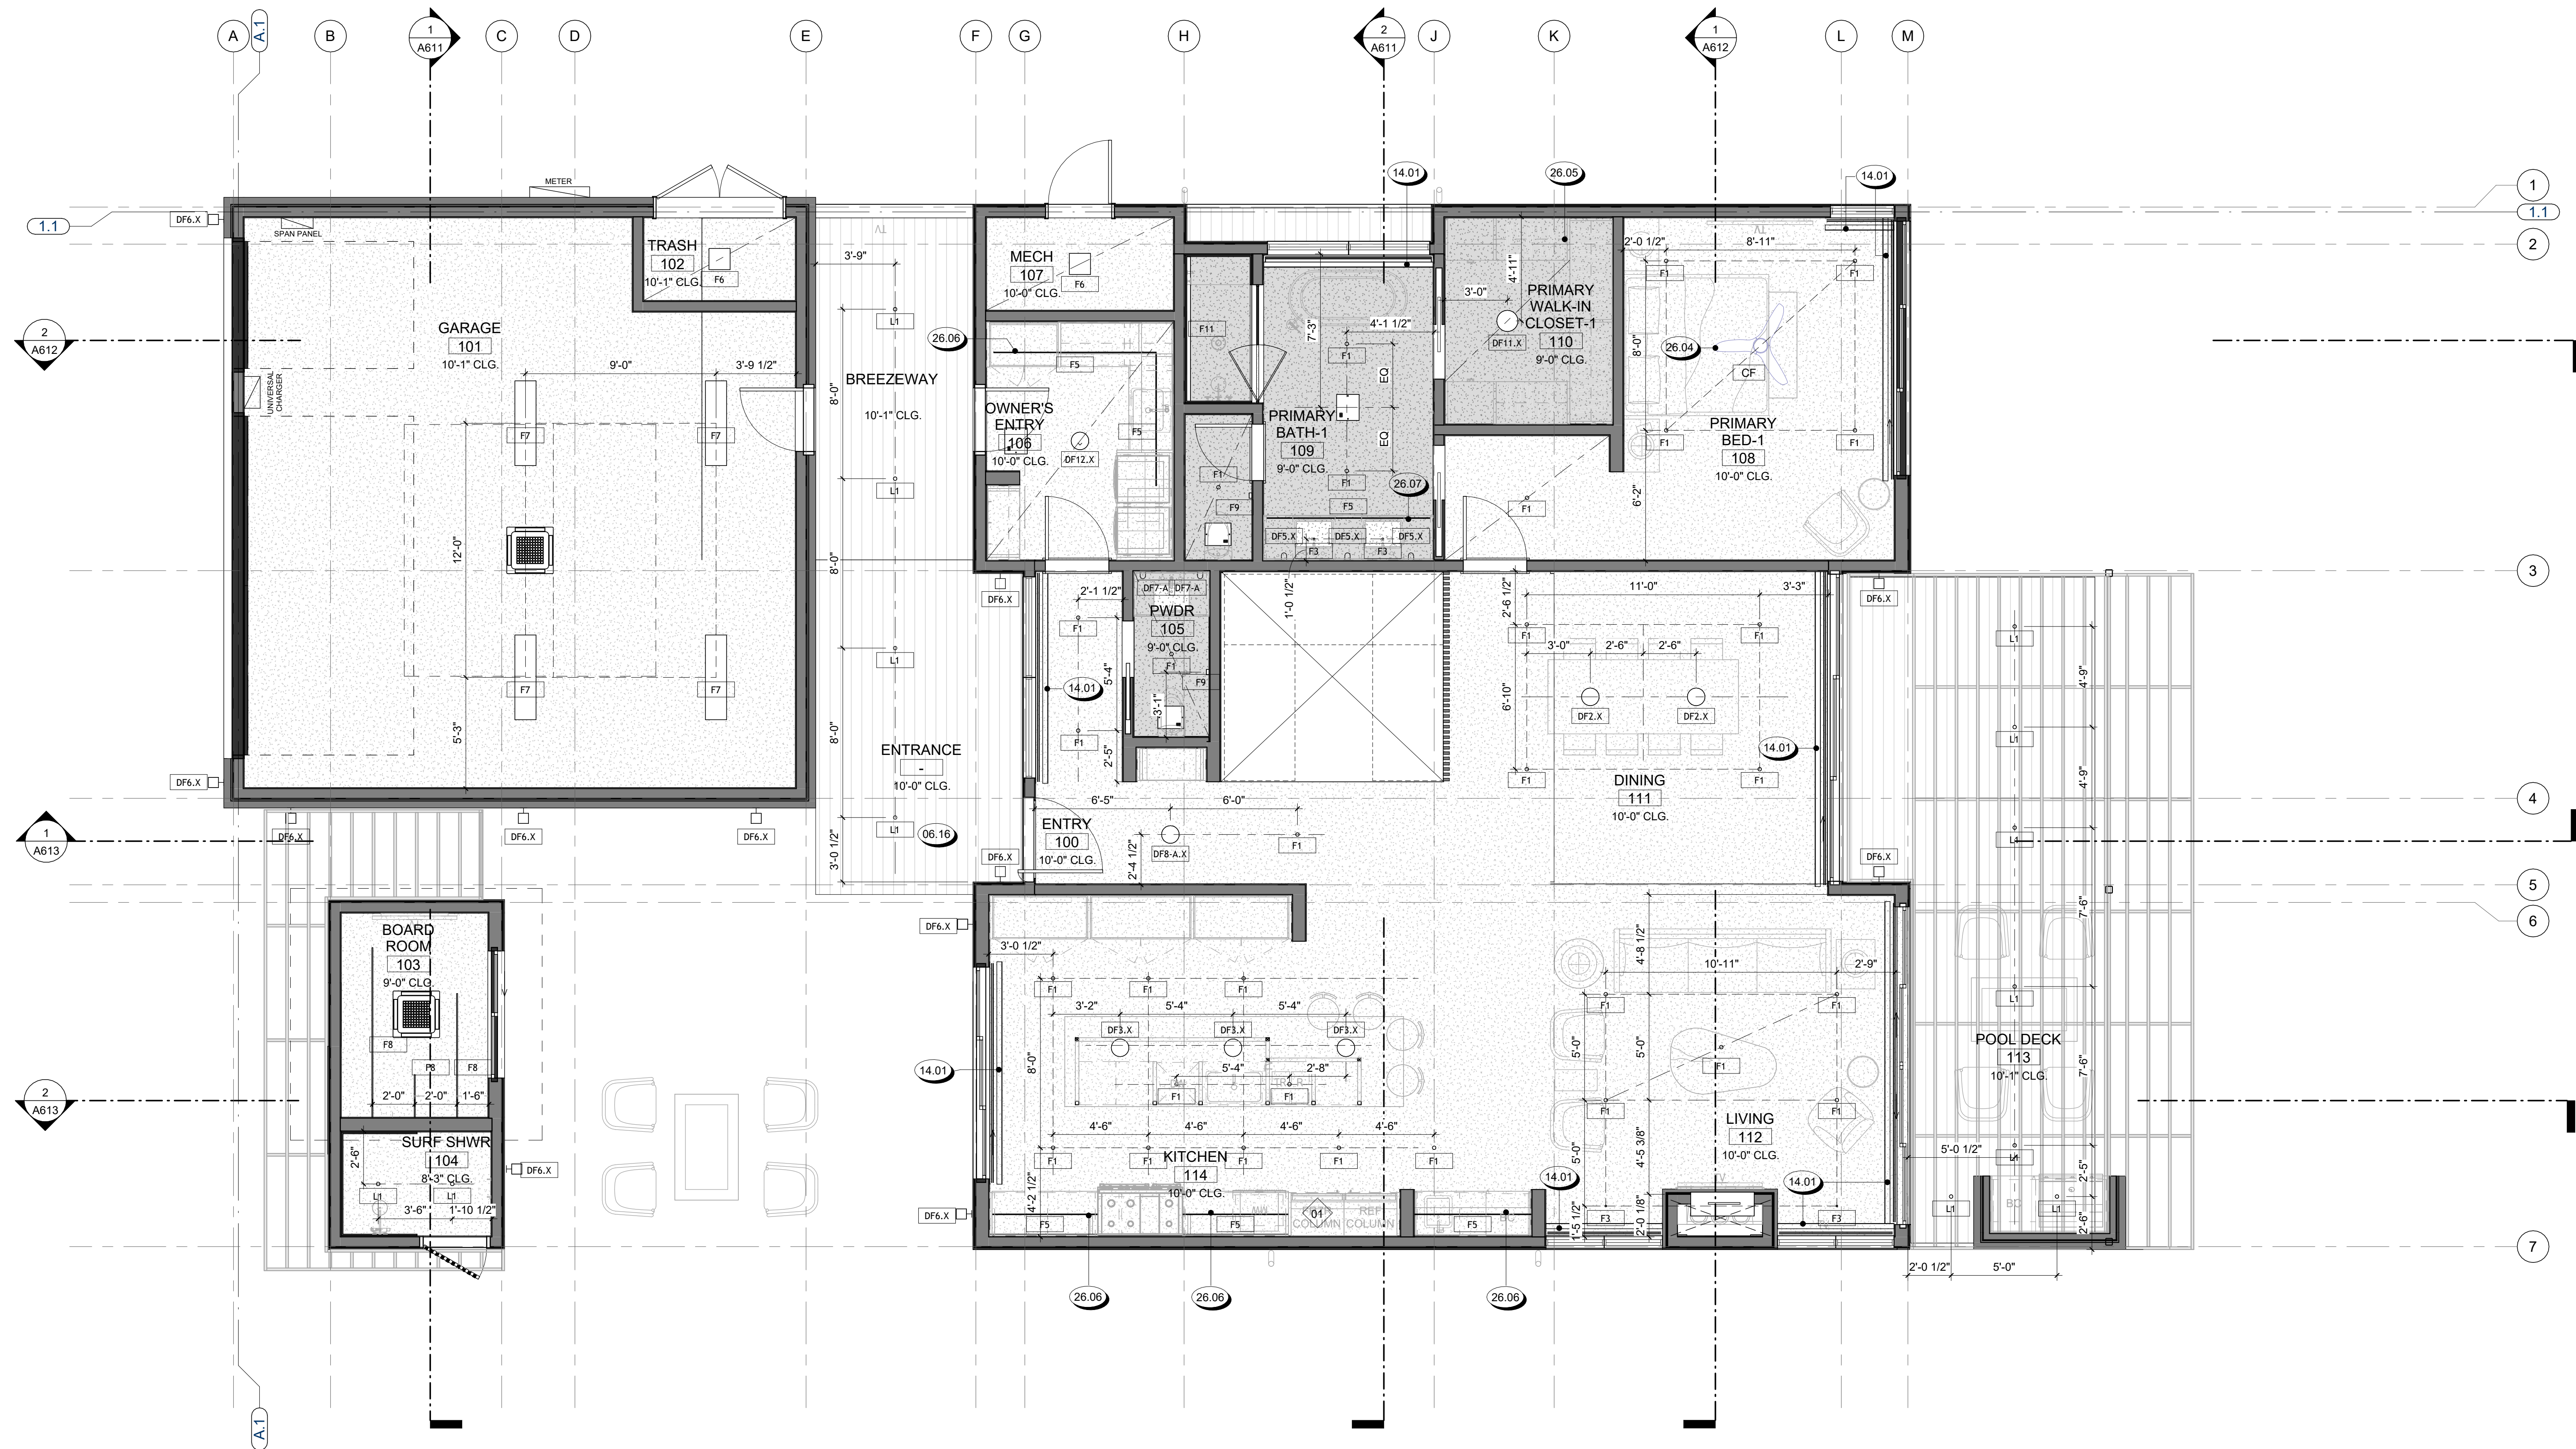 A
A.1
B
1
A611
C
D
E
F
G
H
2
A611
J
K
1
A612
L
M
14.01
26.05
14.01
1
METER
DF6.X
1.1
1.1
SPAN PANEL
TRASH
102
10'-1" CLG.
F6
TV
3'-9"
MECH
107
10'-0" CLG.
F6
2'-0 1/2"
8'-11"
TV
2
F1
F1
4'-11"
3'-0"
PRIMARY
WALK-IN
CLOSET-1
110
9'-0" CLG.
DF11.X
GARAGE
101
10'-1" CLG.
2
A612
L1
26.06
F11
7'-3"
4'-1 1/2"
F1
8'-0"
26.04
CF
9'-0"
3'-9 1/2"
F5
EQ
UNIVERSAL
CHARGER
BREEZEWAY
10'-1" CLG.
8'-0"
OWNER'S
ENTRY
106
10'-0" CLG.
F5
DF12.X
PRIMARY
BATH-1
109
9'-0" CLG.
EQ
PRIMARY
BED-1
108
10'-0" CLG.
F1
F1
F7
F7
L1
F1
F1
26.07
6'-2"
F9
F5
F1
DF5.X
DF5.X
DF5.X
F3
F3
12'-0"
8'-0"
3
DF6.X
DF7-A
DF7-A
1'-0 1/2"
2'-1 1/2"
PWDR
105
9'-0" CLG.
F1
F1
F9
5'-4"
3'-1"
2'-6 1/2"
11'-0"
3'-3"
DF6.X
F1
F1
3'-0"
2'-6"
2'-6"
L1
4'-9"
L1
14.01
6'-10"
DF2.X
DF2.X
F7
F7
5'-3"
8'-0"
F1
2'-5"
ENTRANCE
-
10'-0" CLG.
14.01
4'-9"
F1
F1
DINING
111
10'-0" CLG.
DF6.X
4
6'-5"
6'-0"
DF6.X
DF6.X
DF6.X
1
A613
L1
06.16
3'-0 1/2"
ENTRY
100
10'-0" CLG.
2'-4 1/2"
DF8-A.X
F1
L1
DF6.X
DF6.X
5
7'-6"
6
DF6.X
BOARD
ROOM
103
9'-0" CLG.
3'-0 1/2"
4'-8 1/2"
10'-11"
2'-9"
F1
F1
F1
F1
F1
L1
3'-2"
5'-4"
5'-4"
DF3.X
DF3.X
DF3.X
F8
F8
F8
14.01
8'-0"
5'-4"
2'-8"
F1
F1
5'-0"
5'-0"
F1
POOL DECK
113
10'-1" CLG.
7'-6"
2
A613
2'-0"
2'-0"
1'-6"
F1
F1
4'-6"
4'-6"
4'-6"
4'-6"
LIVING
112
10'-0" CLG.
SURF SHWR
104
8'-3" CLG.
2'-6"
L1
L1
3'-6"
1'-10 1/2"
DF6.X
F1
F1
F1
F1
F1
KITCHEN
114
10'-0" CLG.
5'-0"
4'-5 3/8"
14.01
14.01
5'-0 1/2"
L1
2'-5"
4'-2 1/2"
DF6.X
F5
F5
01
COLUMN
REF
COLUMN
F5
BC
1'-5 1/2"
F3
2'-0 1/8"
F3
L1
BC
L1
2'-6"
7
2'-0 1/2"
5'-0"
26.06
26.06
26.06
A.1